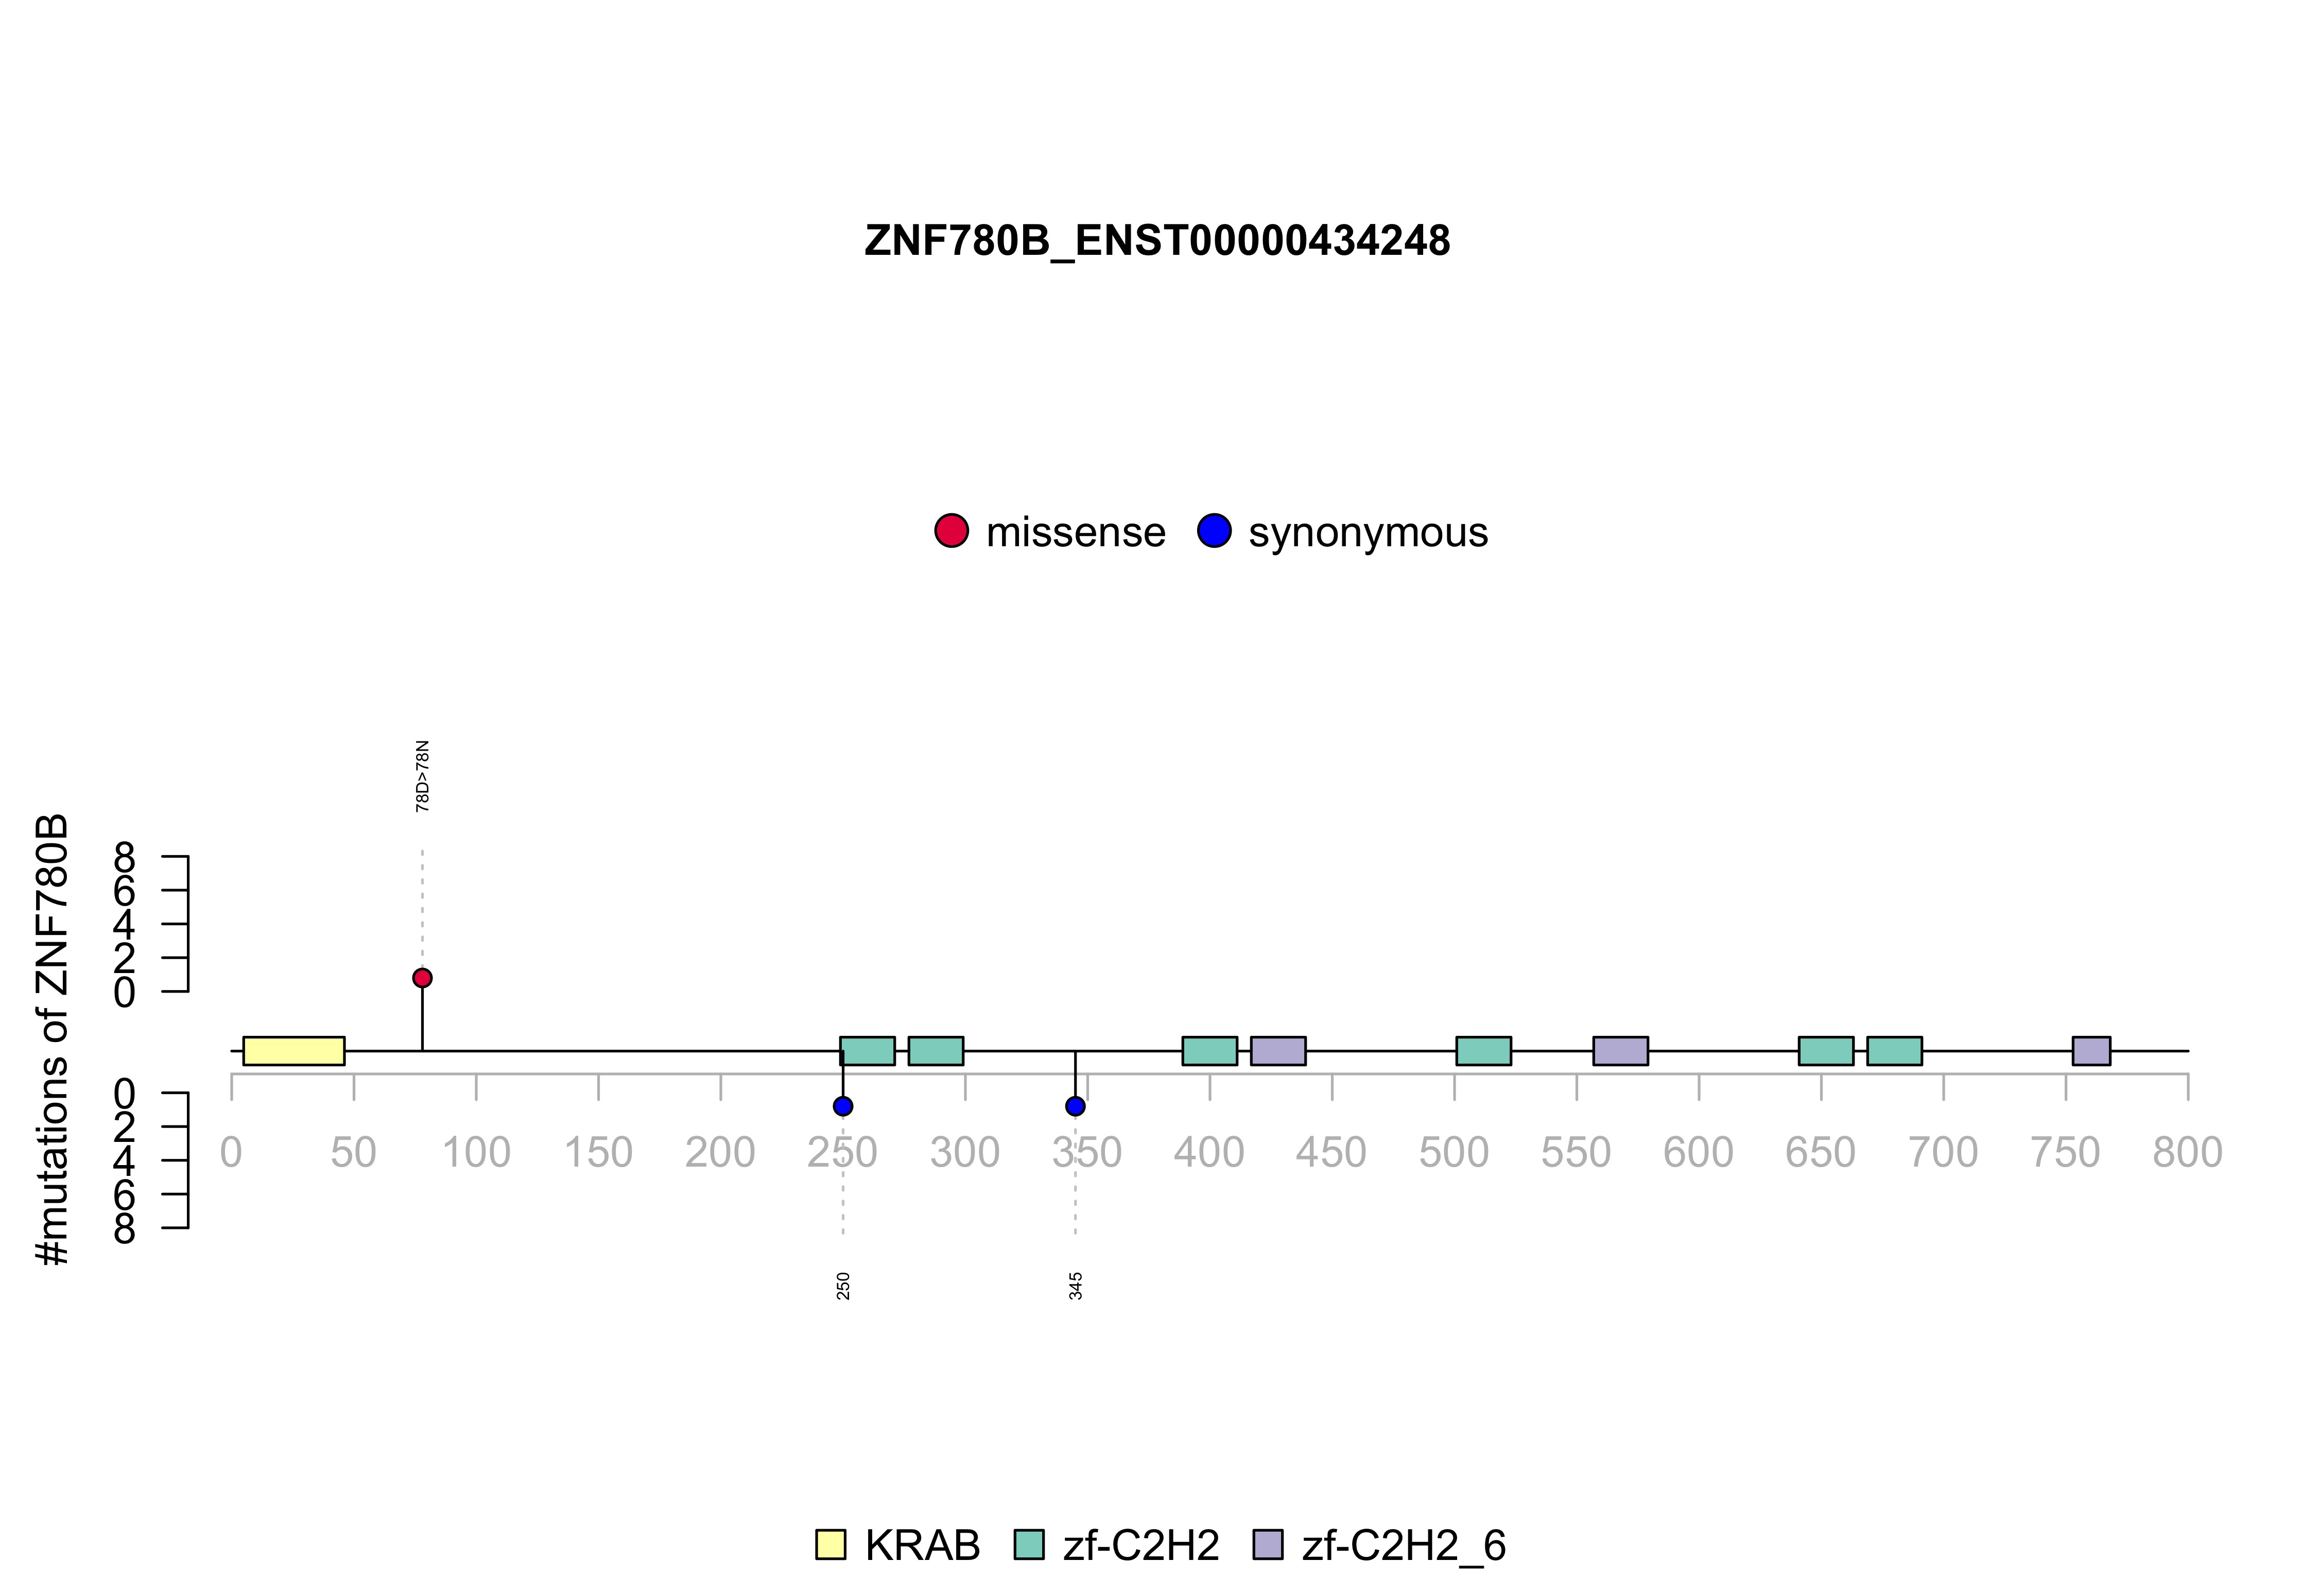 ZNF780B_ENST00000434248
missense synonymous
78D>78N
#mutations of ZNF780B
8
6
4
2
0
0
2
4
6
8
0 50 100 150 200 250 300 350 400 450 500 550 600 650 700 750 800
250 345
KRAB zf-C2H2 zf-C2H2_6